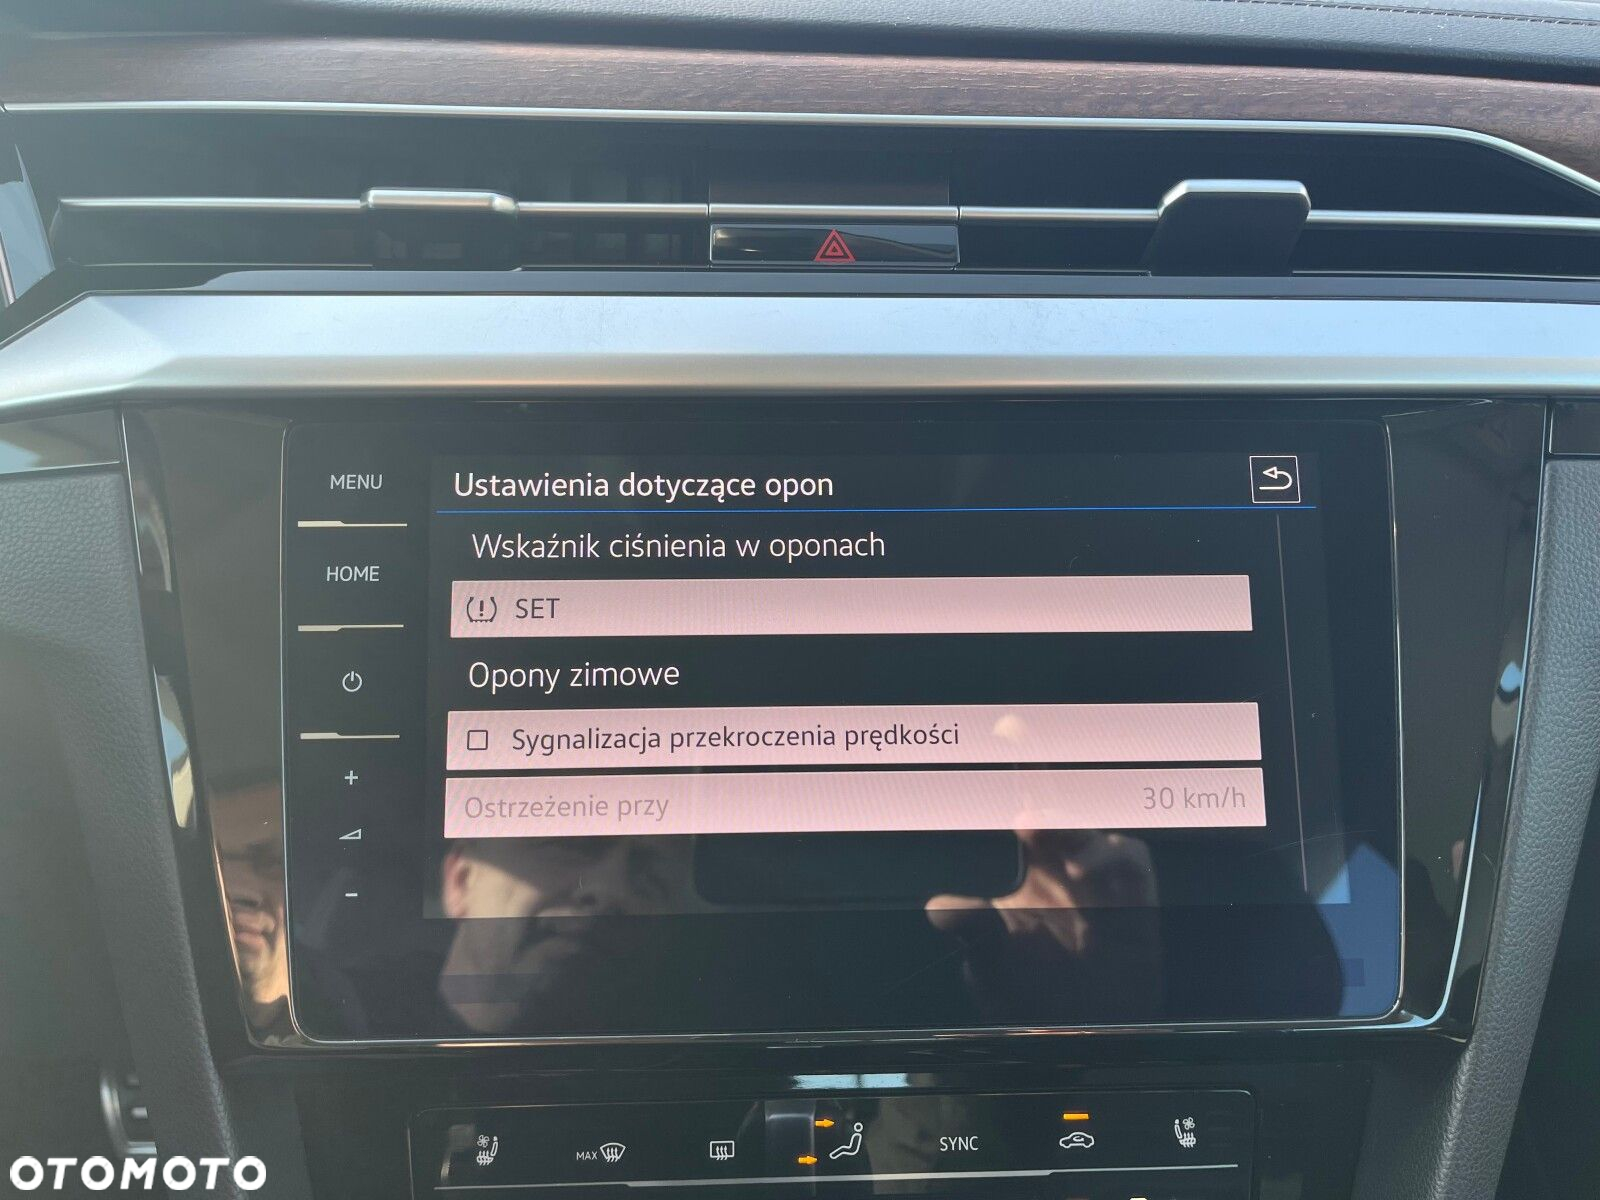 MENU
HOME
Ustawienia dotyczące opon
Wskaźnik ciśnienia w oponach
SET
Opony zimowe
Sygnalizacja przekroczenia prędkości
Ostrzeżenie przy 30 km/h
MAX
SYNC
OTOMOTO